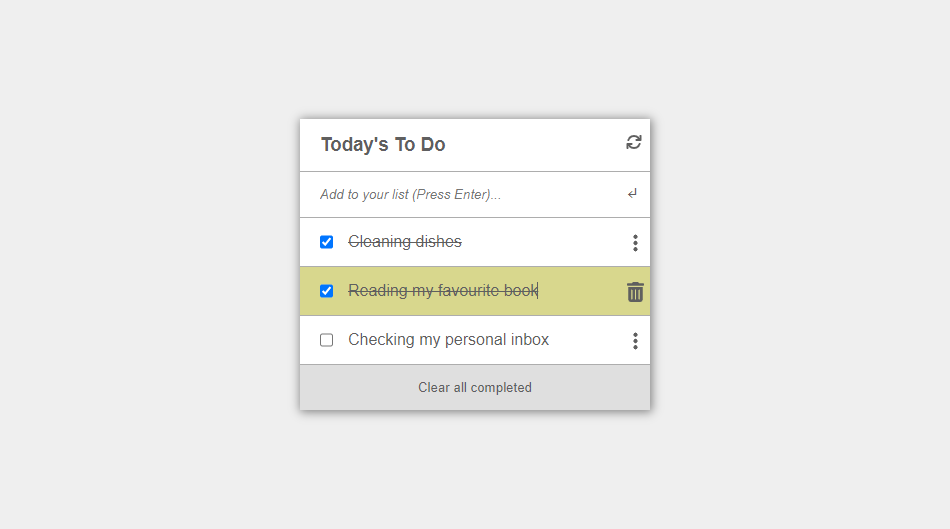 Today's To Do
Add to your list (Press Enter)...
Cleaning dishes
Reading my favourite book
Checking my personal inbox
Clear all completed